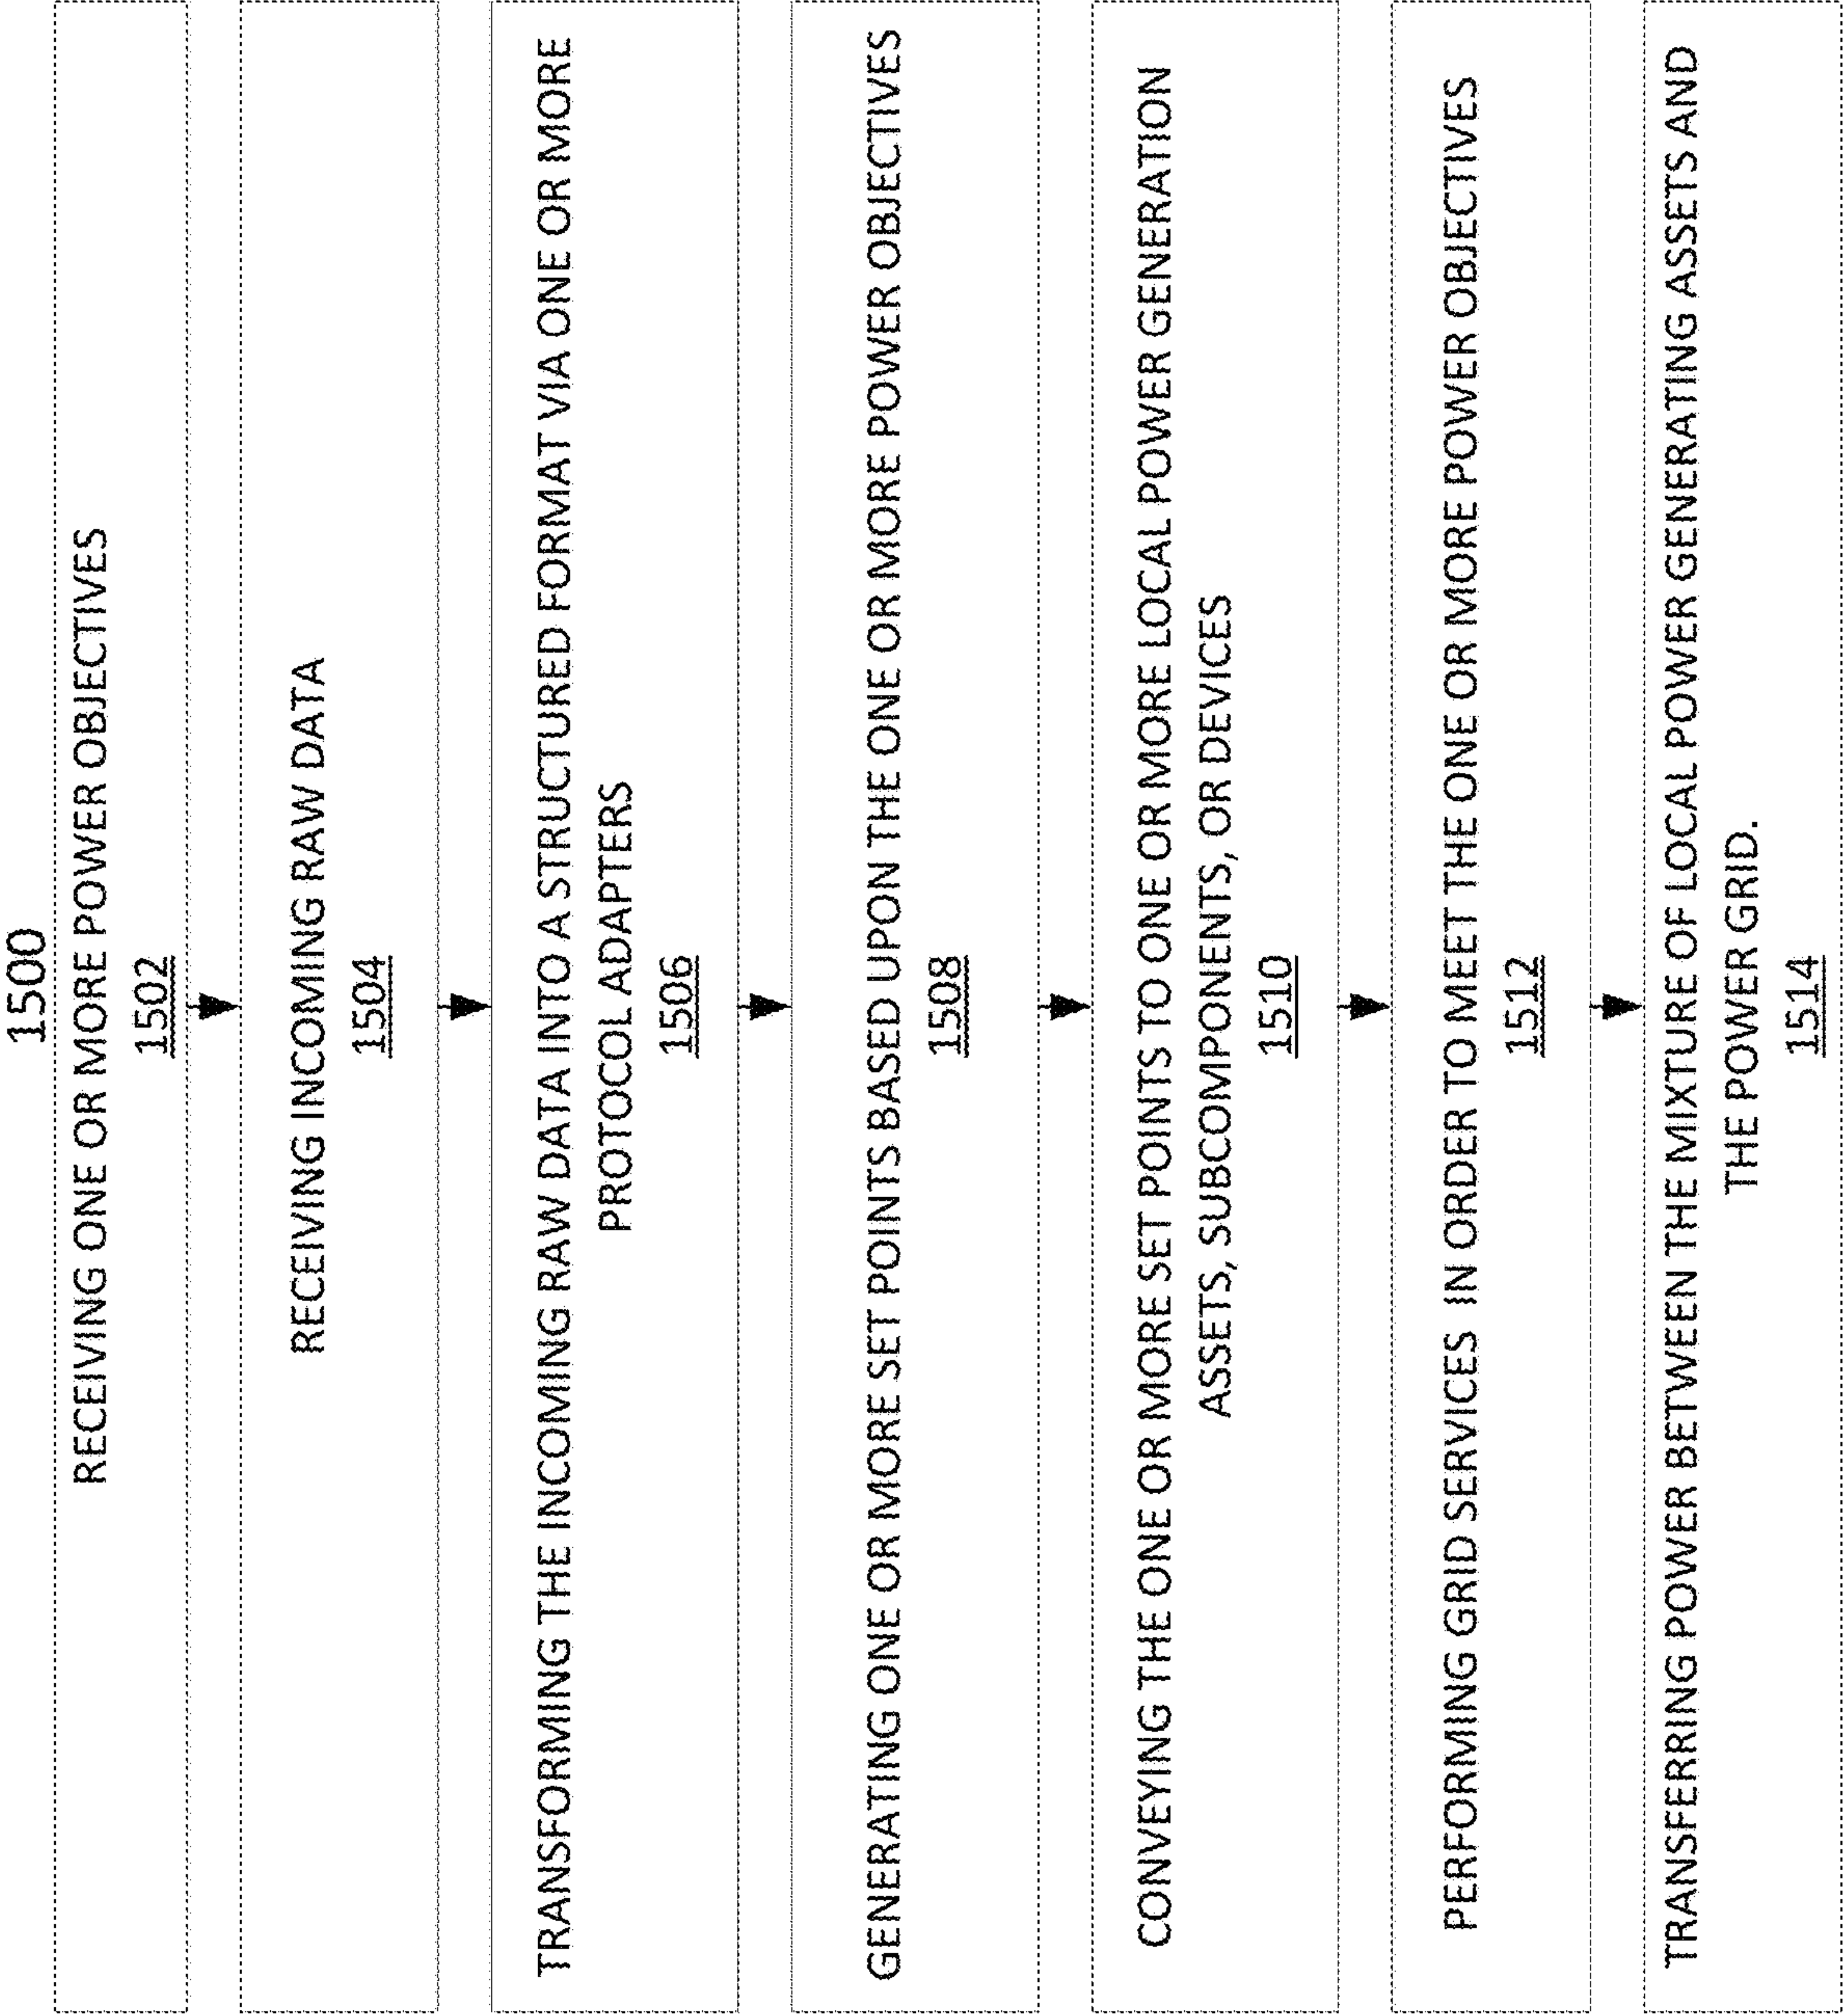 1500
RECEIVING ONE OR MORE POWER OBJECTIVES
1502
RECEIVING INCOMING RAW DATA
1504
TRANSFORMING THE INCOMING RAW DATA INTO A STRUCTURED FORMAT VIA ONE OR MORE
PROTOCOL ADAPTERS
1506
GENERATING ONE OR MORE SET POINTS BASED UPON THE ONE OR MORE POWER OBJECTIVES
1508
CONVEYING THE ONE OR MORE SET POINTS TO ONE OR MORE LOCAL POWER GENERATION
ASSETS, SUBCOMPONENTS, OR DEVICES
1510
PERFORMING GRID SERVICES IN ORDER TO MEET THE ONE OR MORE POWER OBJECTIVES
1512
TRANSFERRING POWER BETWEEN THE MIXTURE OF LOCAL POWER GENERATING ASSETS AND
THE POWER GRID.
1514